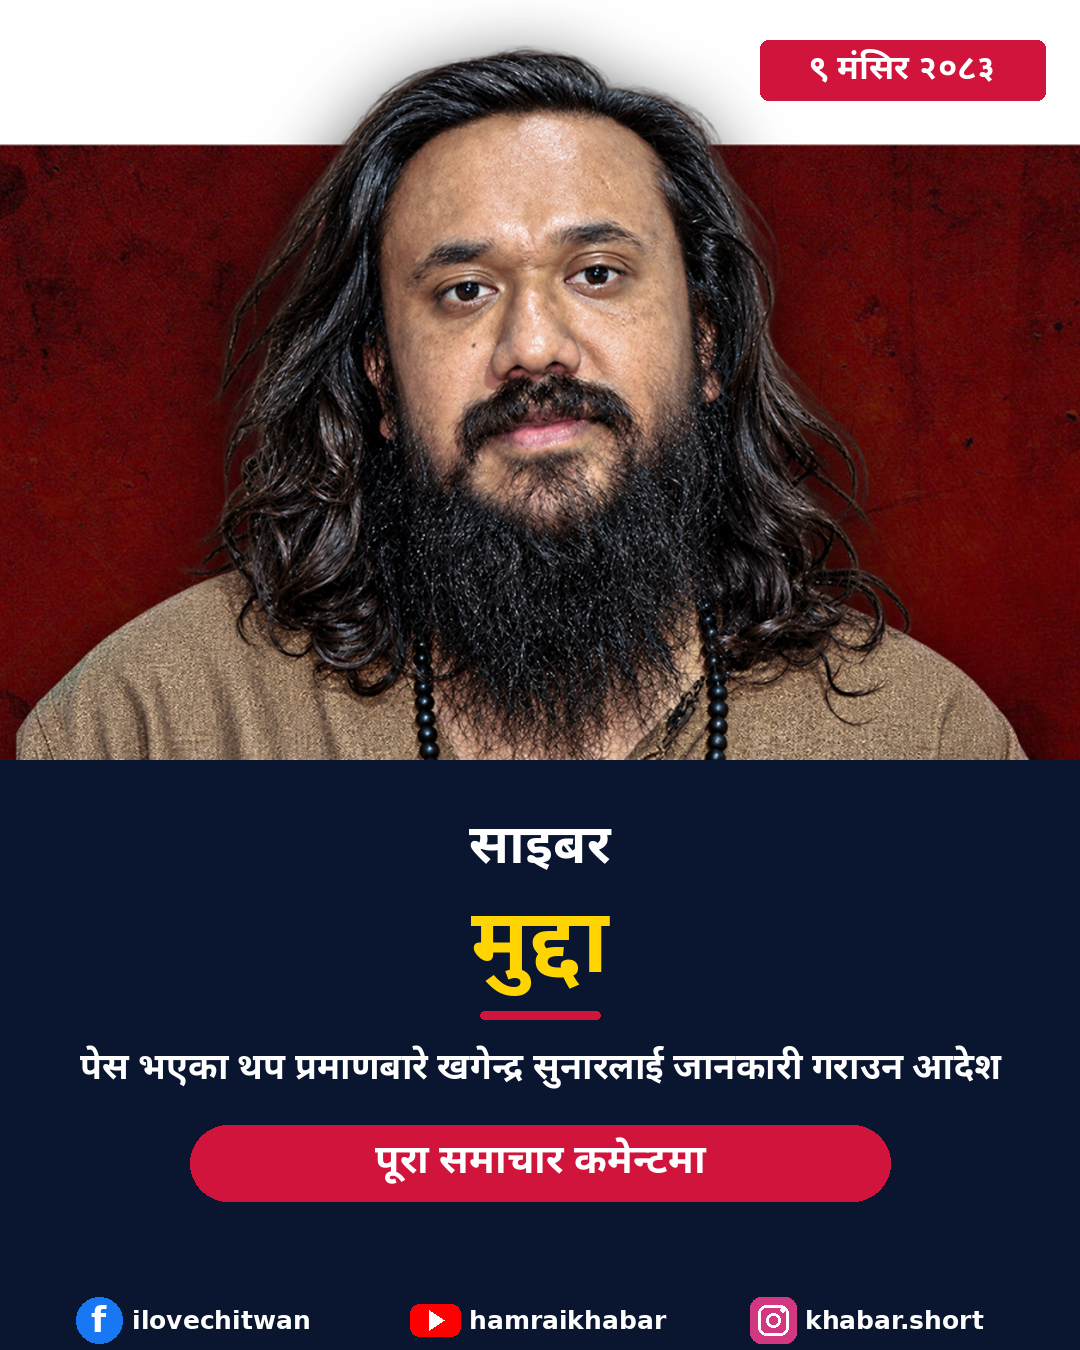 ९ मंसिर २०८३
साइबर
मुद्दा
पेस भएका थप प्रमाणबारे खगेन्द्र सुनारलाई जानकारी गराउन आदेश
पूरा समाचार कमेन्टमा
ilovechitwan hamraikhabar khabar.short